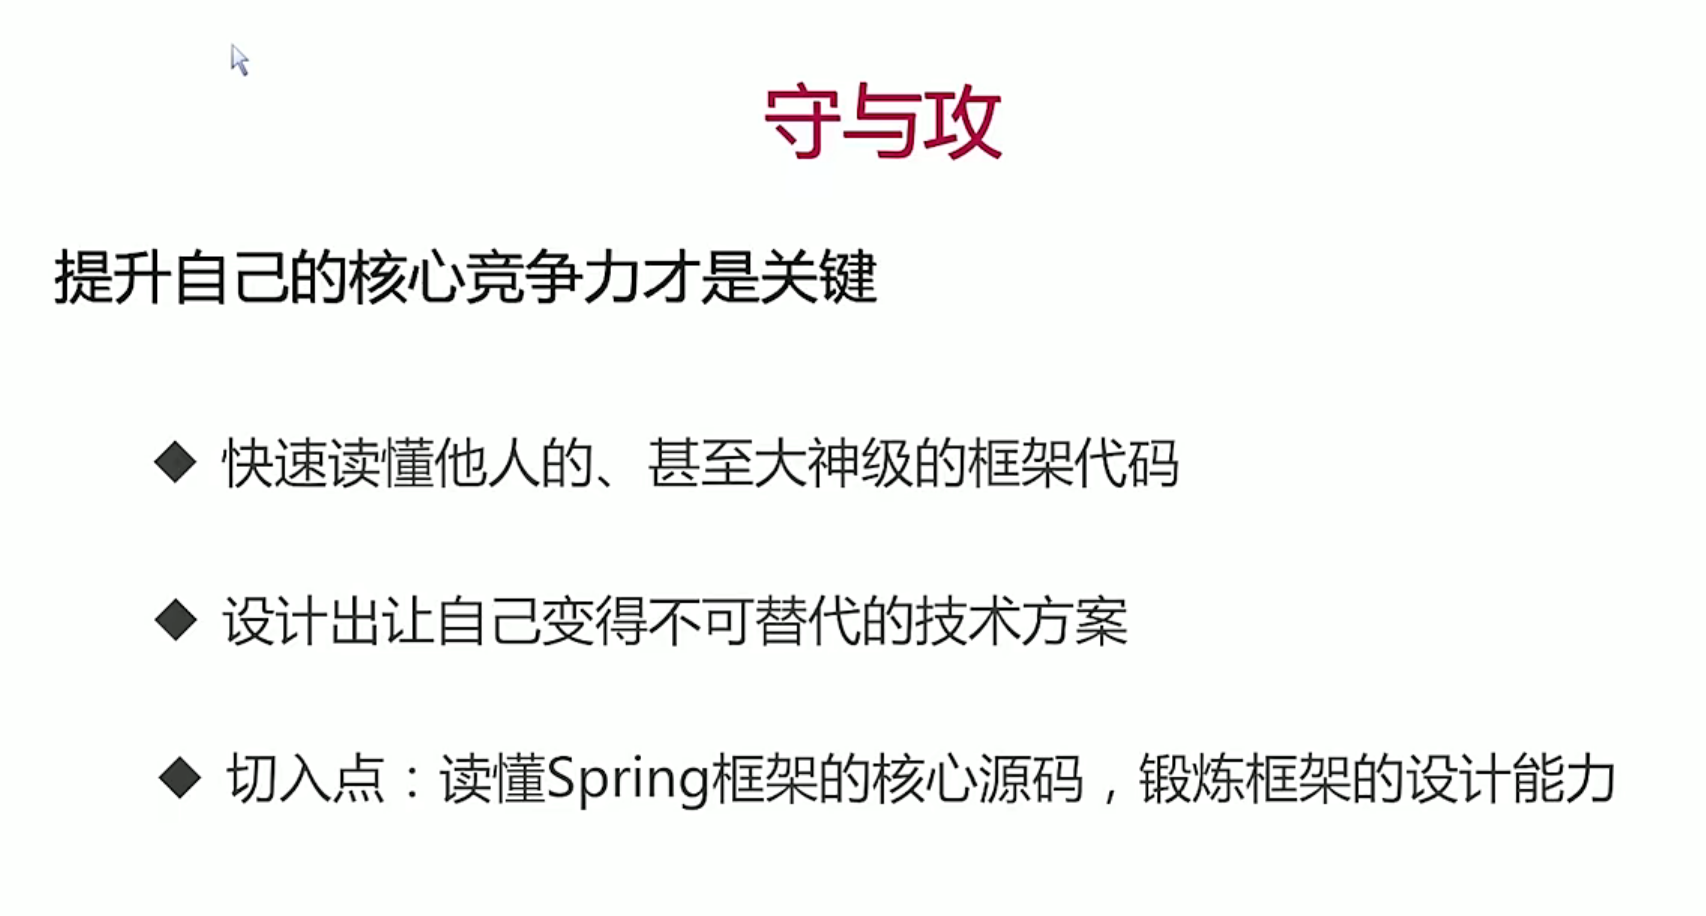 守与攻
提升自己的核心竞争力才是关键
◆ 快速读懂他人的、甚至大神级的框架代码
◆ 设计出让自己变得不可替代的技术方案
◆ 切入点：读懂Spring框架的核心源码，锻炼框架的设计能力